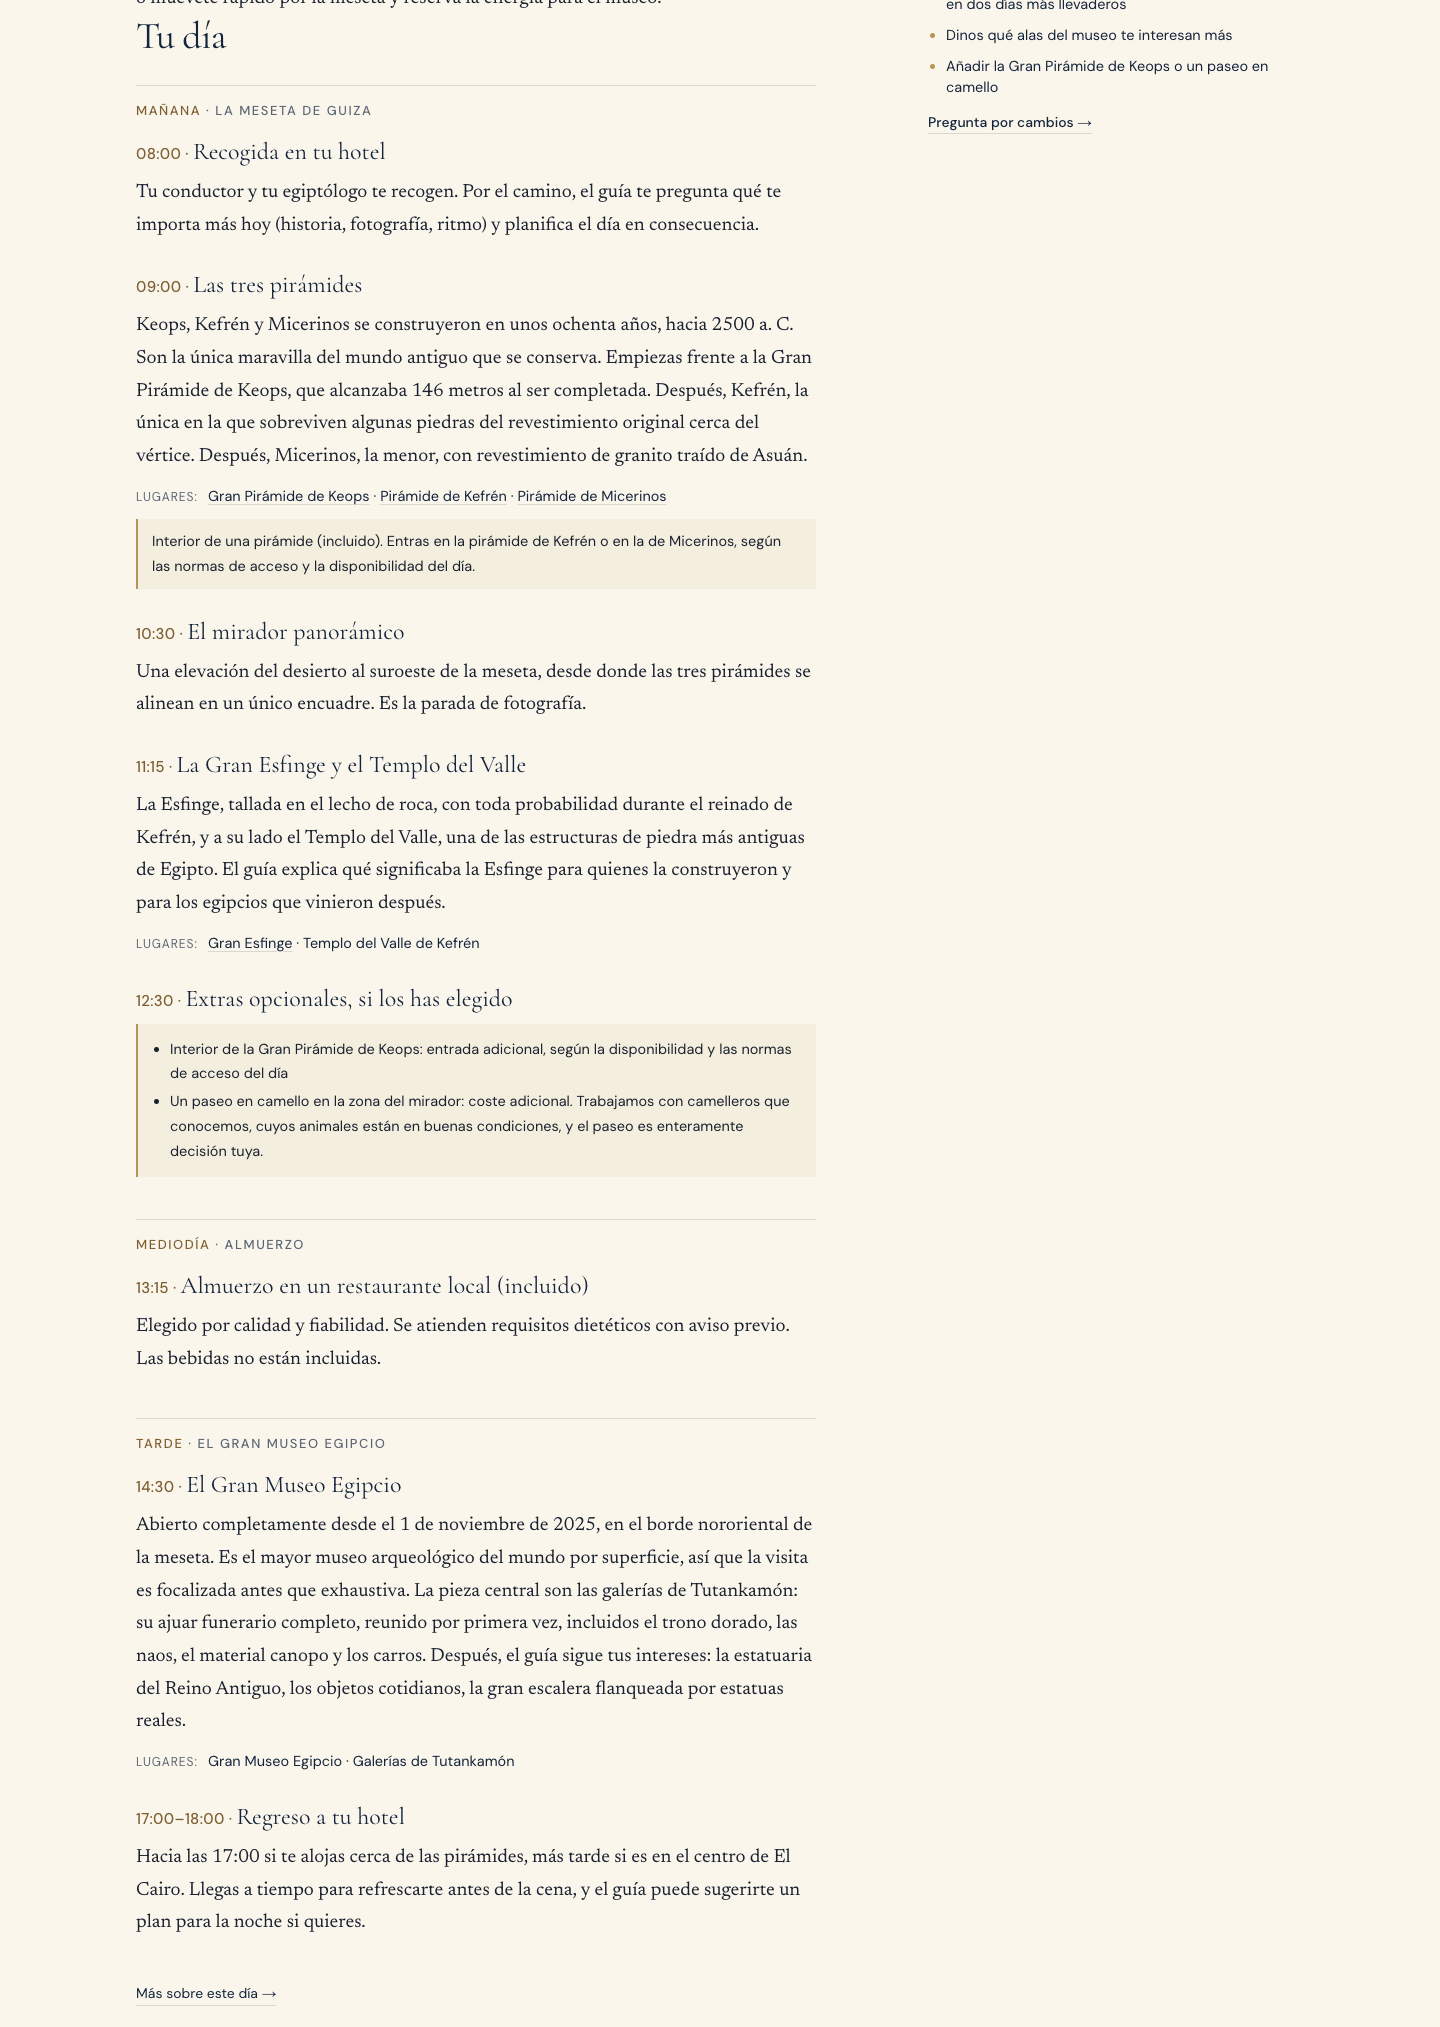 o muévete rápido por la meseta y reserva la energía para el museo.
Tu día
MAÑANA · LA MESETA DE GUIZA
08:00 · Recogida en tu hotel
Tu conductor y tu egiptólogo te recogen. Por el camino, el guía te pregunta qué te
importa más hoy (historia, fotografía, ritmo) y planifica el día en consecuencia.
09:00 · Las tres pirámides
Keops, Kefrén y Micerinos se construyeron en unos ochenta años, hacia 2500 a. C.
Son la única maravilla del mundo antiguo que se conserva. Empiezas frente a la Gran
Pirámide de Keops, que alcanzaba 146 metros al ser completada. Después, Kefrén, la
única en la que sobreviven algunas piedras del revestimiento original cerca del
vértice. Después, Micerinos, la menor, con revestimiento de granito traído de Asuán.
LUGARES: Gran Pirámide de Keops · Pirámide de Kefrén · Pirámide de Micerinos
Interior de una pirámide (incluido). Entras en la pirámide de Kefrén o en la de Micerinos, según
las normas de acceso y la disponibilidad del día.
10:30 · El mirador panorámico
Una elevación del desierto al suroeste de la meseta, desde donde las tres pirámides se
alinean en un único encuadre. Es la parada de fotografía.
11:15 · La Gran Esfinge y el Templo del Valle
La Esfinge, tallada en el lecho de roca, con toda probabilidad durante el reinado de
Kefrén, y a su lado el Templo del Valle, una de las estructuras de piedra más antiguas
de Egipto. El guía explica qué significaba la Esfinge para quienes la construyeron y
para los egipcios que vinieron después.
LUGARES: Gran Esfinge · Templo del Valle de Kefrén
12:30 · Extras opcionales, si los has elegido
• Interior de la Gran Pirámide de Keops: entrada adicional, según la disponibilidad y las normas
de acceso del día
• Un paseo en camello en la zona del mirador: coste adicional. Trabajamos con camelleros que
conocemos, cuyos animales están en buenas condiciones, y el paseo es enteramente
decisión tuya.
MEDIODÍA · ALMUERZO
13:15 · Almuerzo en un restaurante local (incluido)
Elegido por calidad y fiabilidad. Se atienden requisitos dietéticos con aviso previo.
Las bebidas no están incluidas.
TARDE · EL GRAN MUSEO EGIPCIO
14:30 · El Gran Museo Egipcio
Abierto completamente desde el 1 de noviembre de 2025, en el borde nororiental de
la meseta. Es el mayor museo arqueológico del mundo por superficie, así que la visita
es focalizada antes que exhaustiva. La pieza central son las galerías de Tutankamón:
su ajuar funerario completo, reunido por primera vez, incluidos el trono dorado, las
naos, el material canopo y los carros. Después, el guía sigue tus intereses: la estatuaria
del Reino Antiguo, los objetos cotidianos, la gran escalera flanqueada por estatuas
reales.
LUGARES: Gran Museo Egipcio · Galerías de Tutankamón
17:00–18:00 · Regreso a tu hotel
Hacia las 17:00 si te alojas cerca de las pirámides, más tarde si es en el centro de El
Cairo. Llegas a tiempo para refrescarte antes de la cena, y el guía puede sugerirte un
plan para la noche si quieres.
Más sobre este día →
en dos días más llevaderos
• Dinos qué alas del museo te interesan más
• Añadir la Gran Pirámide de Keops o un paseo en
camello
Pregunta por cambios →